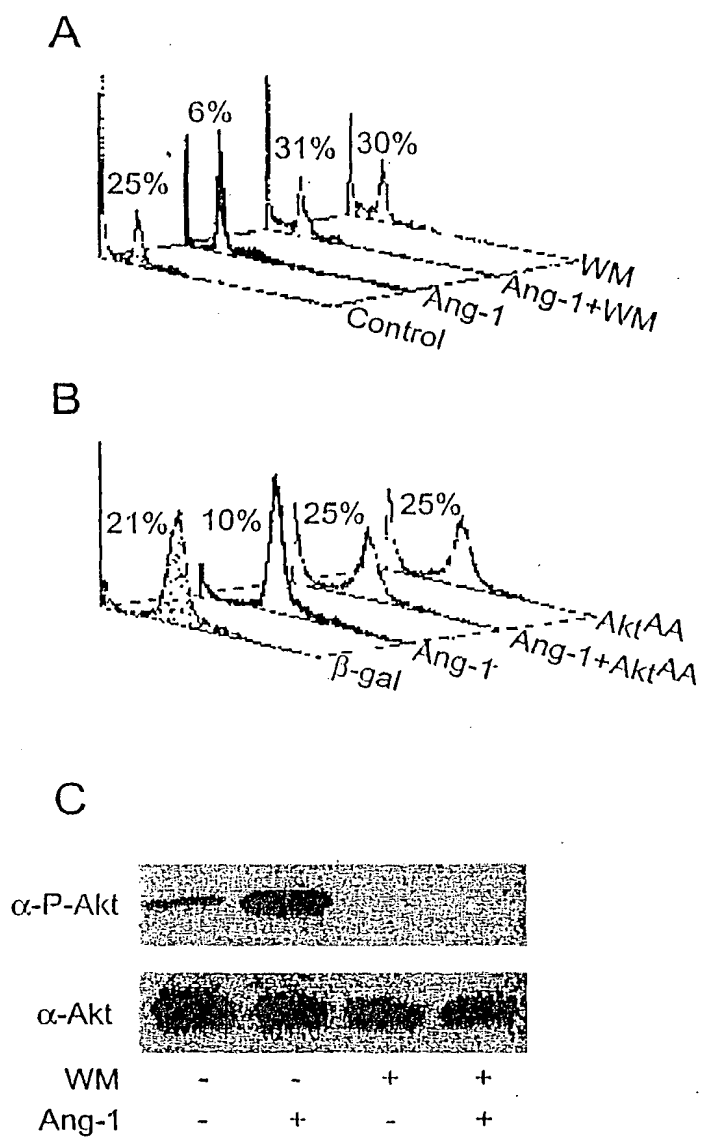 A
6%
31%
30%
25%
WM
Ang-1+WM
Ang-1
Control
B
21%
10%
25%
25%
AktAA
Ang-1+AktAA
Ang-1
β-gal
C
α-P-Akt
α-Akt
WM - - + +
Ang-1 - + - +